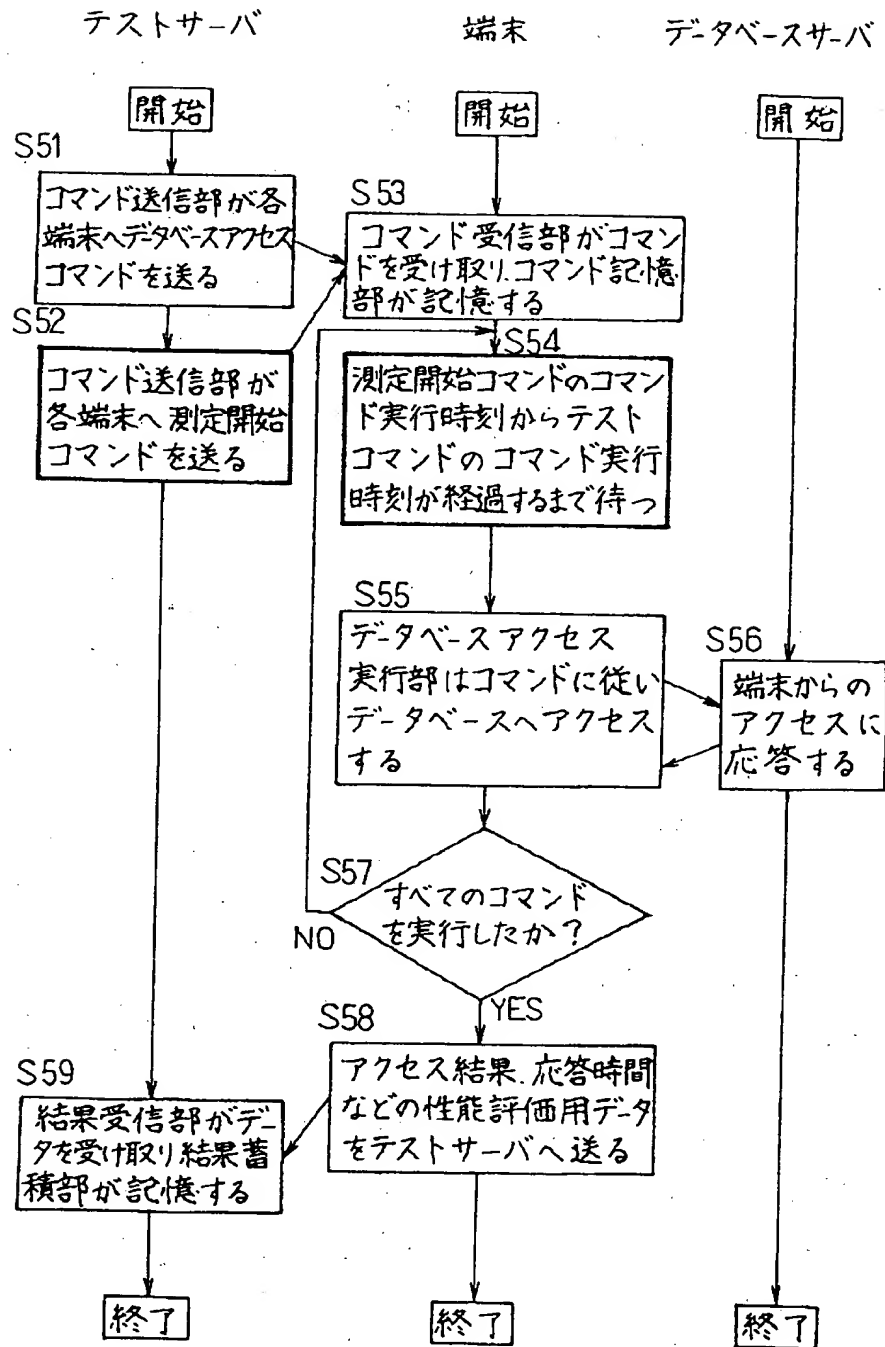 テストサーバ
端末
データベースサーバ
開始
開始
開始
S51
コマンド送信部が各
端末へデータベースアクセス
コマンドを送る
S53
コマンド受信部がコマン
ドを受け取り、コマンド記憶
部が記憶する
S52
コマンド送信部が
各端末へ測定開始
コマンドを送る
S54
測定開始コマンドのコマン
ド実行時刻からテスト
コマンドのコマンド実行
時刻が経過するまで待つ
S55
データベースアクセス
実行部はコマンドに従い
データベースへアクセス
する
S56
端末からの
アクセスに
応答する
S57
すべてのコマンド
を実行したか?
NO
YES
S58
アクセス結果、応答時間
などの性能評価用データ
をテストサーバへ送る
S59
結果受信部がデー
タを受け取り結果蓄
積部が記憶する
終了
終了
終了